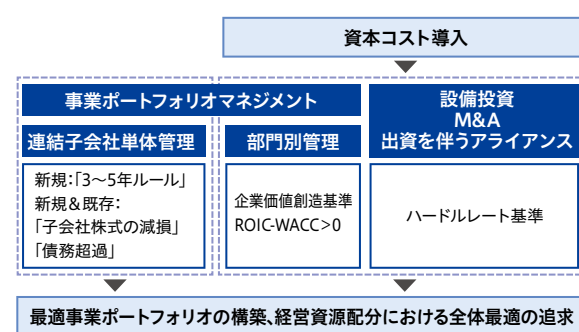 資本コスト導入
事業ポートフォリオマネジメント
連結子会社単体管理
新規:「3〜5年ルール」
新規&既存:
「子会社株式の減損」
「債務超過」
部門別管理
企業価値創造基準
ROIC-WACC>0
設備投資
M&A
出資を伴うアライアンス
ハードルレート基準
最適事業ポートフォリオの構築、経営資源配分における全体最適の追求